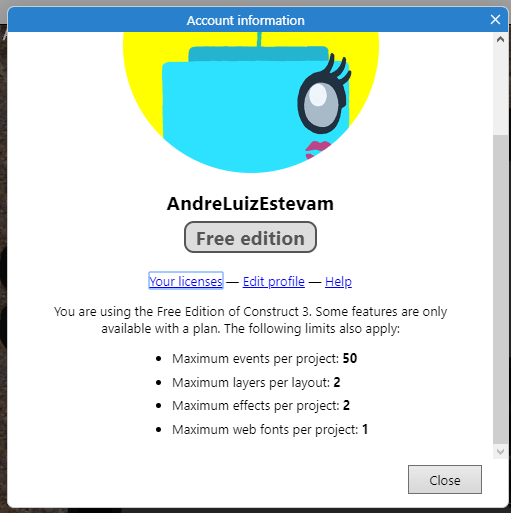 Account information
AndreLuizEstevam
Free edition
Your licenses — Edit profile — Help
You are using the Free Edition of Construct 3. Some features are only
available with a plan. The following limits also apply:
• Maximum events per project: 50
• Maximum layers per layout: 2
• Maximum effects per project: 2
• Maximum web fonts per project: 1
Close